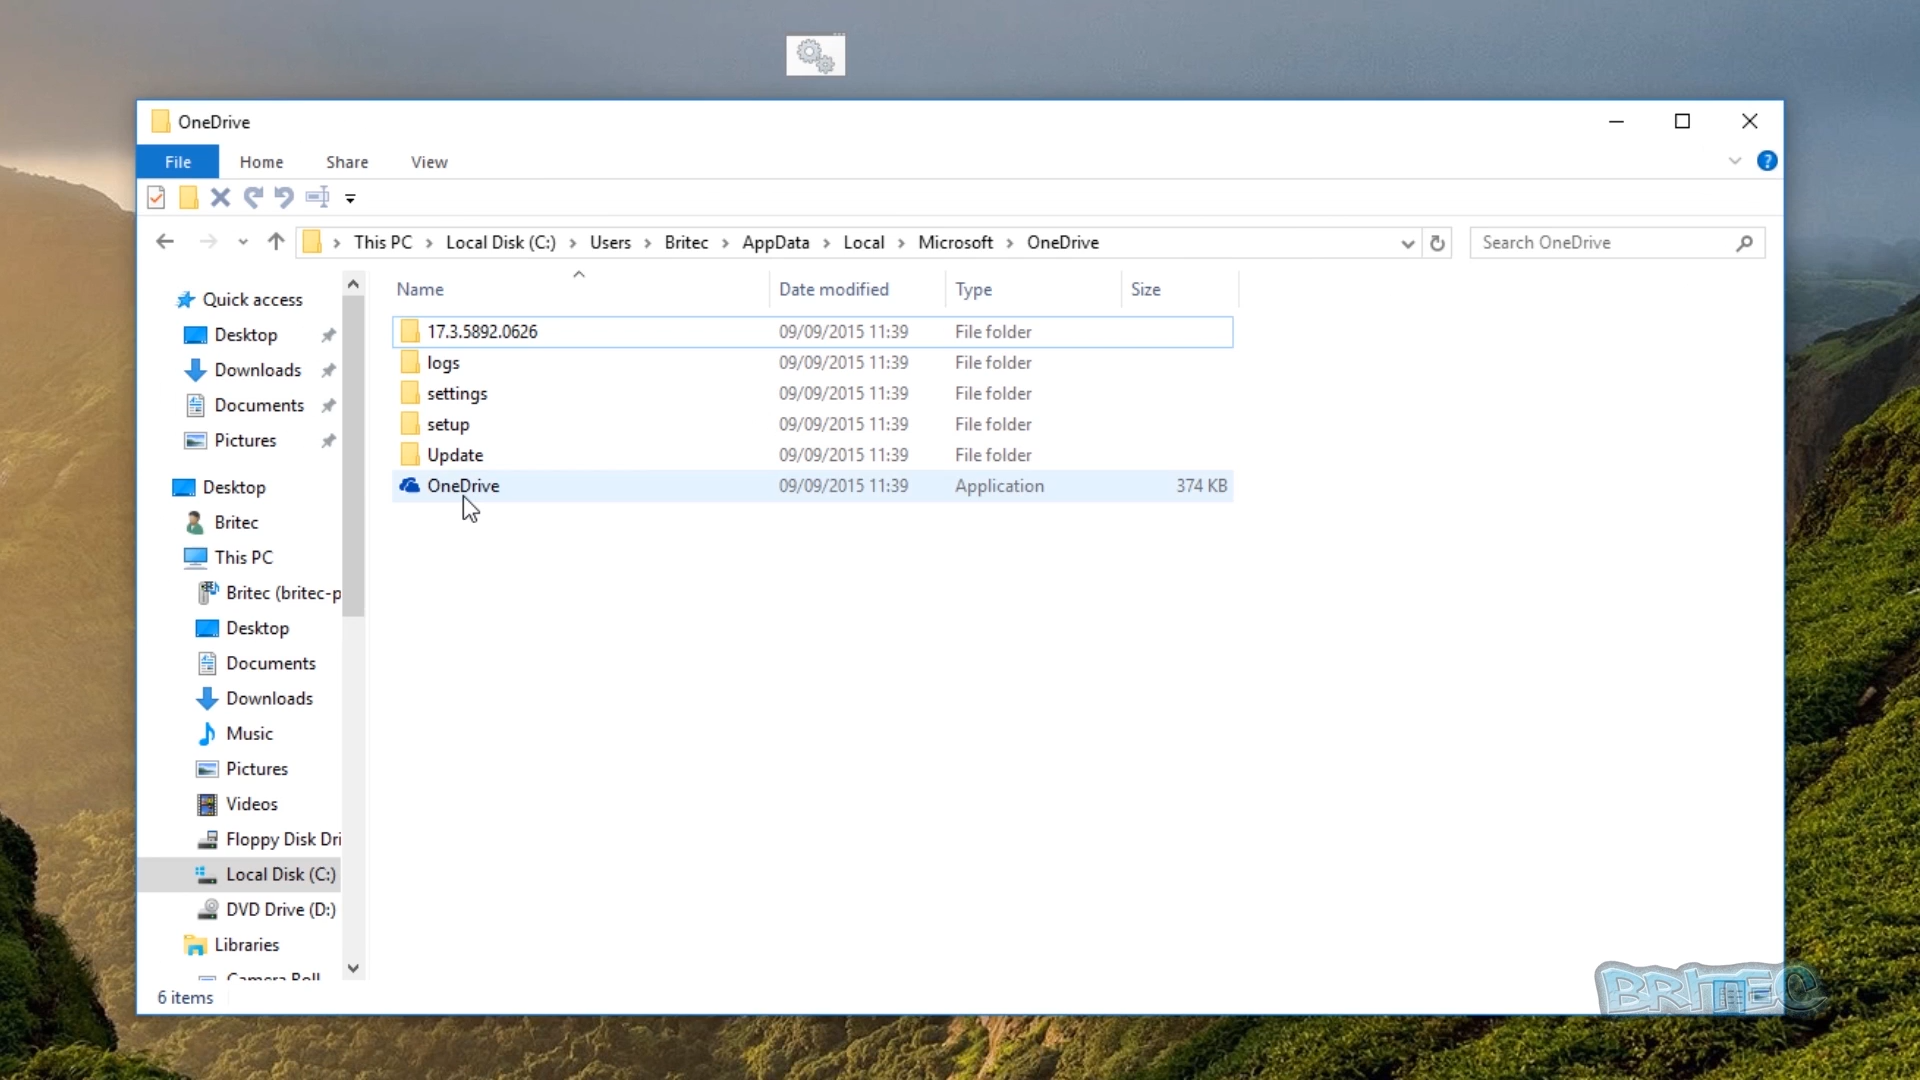 OneDrive
File Home Share View
This PC Local Disk (C:) Users Britec AppData Local Microsoft OneDrive
Search OneDrive
Name Date modified Type Size
17.3.5892.0626 09/09/2015 11:39 File folder
logs 09/09/2015 11:39 File folder
settings 09/09/2015 11:39 File folder
setup 09/09/2015 11:39 File folder
Update 09/09/2015 11:39 File folder
OneDrive 09/09/2015 11:39 Application 374 KB
Quick access
Desktop
Downloads
Documents
Pictures
Desktop
Britec
This PC
Britec (britec-p
Desktop
Documents
Downloads
Music
Pictures
Videos
Floppy Disk Dri
Local Disk (C:)
DVD Drive (D:)
Libraries
Camera Roll
6 items
BRITEC